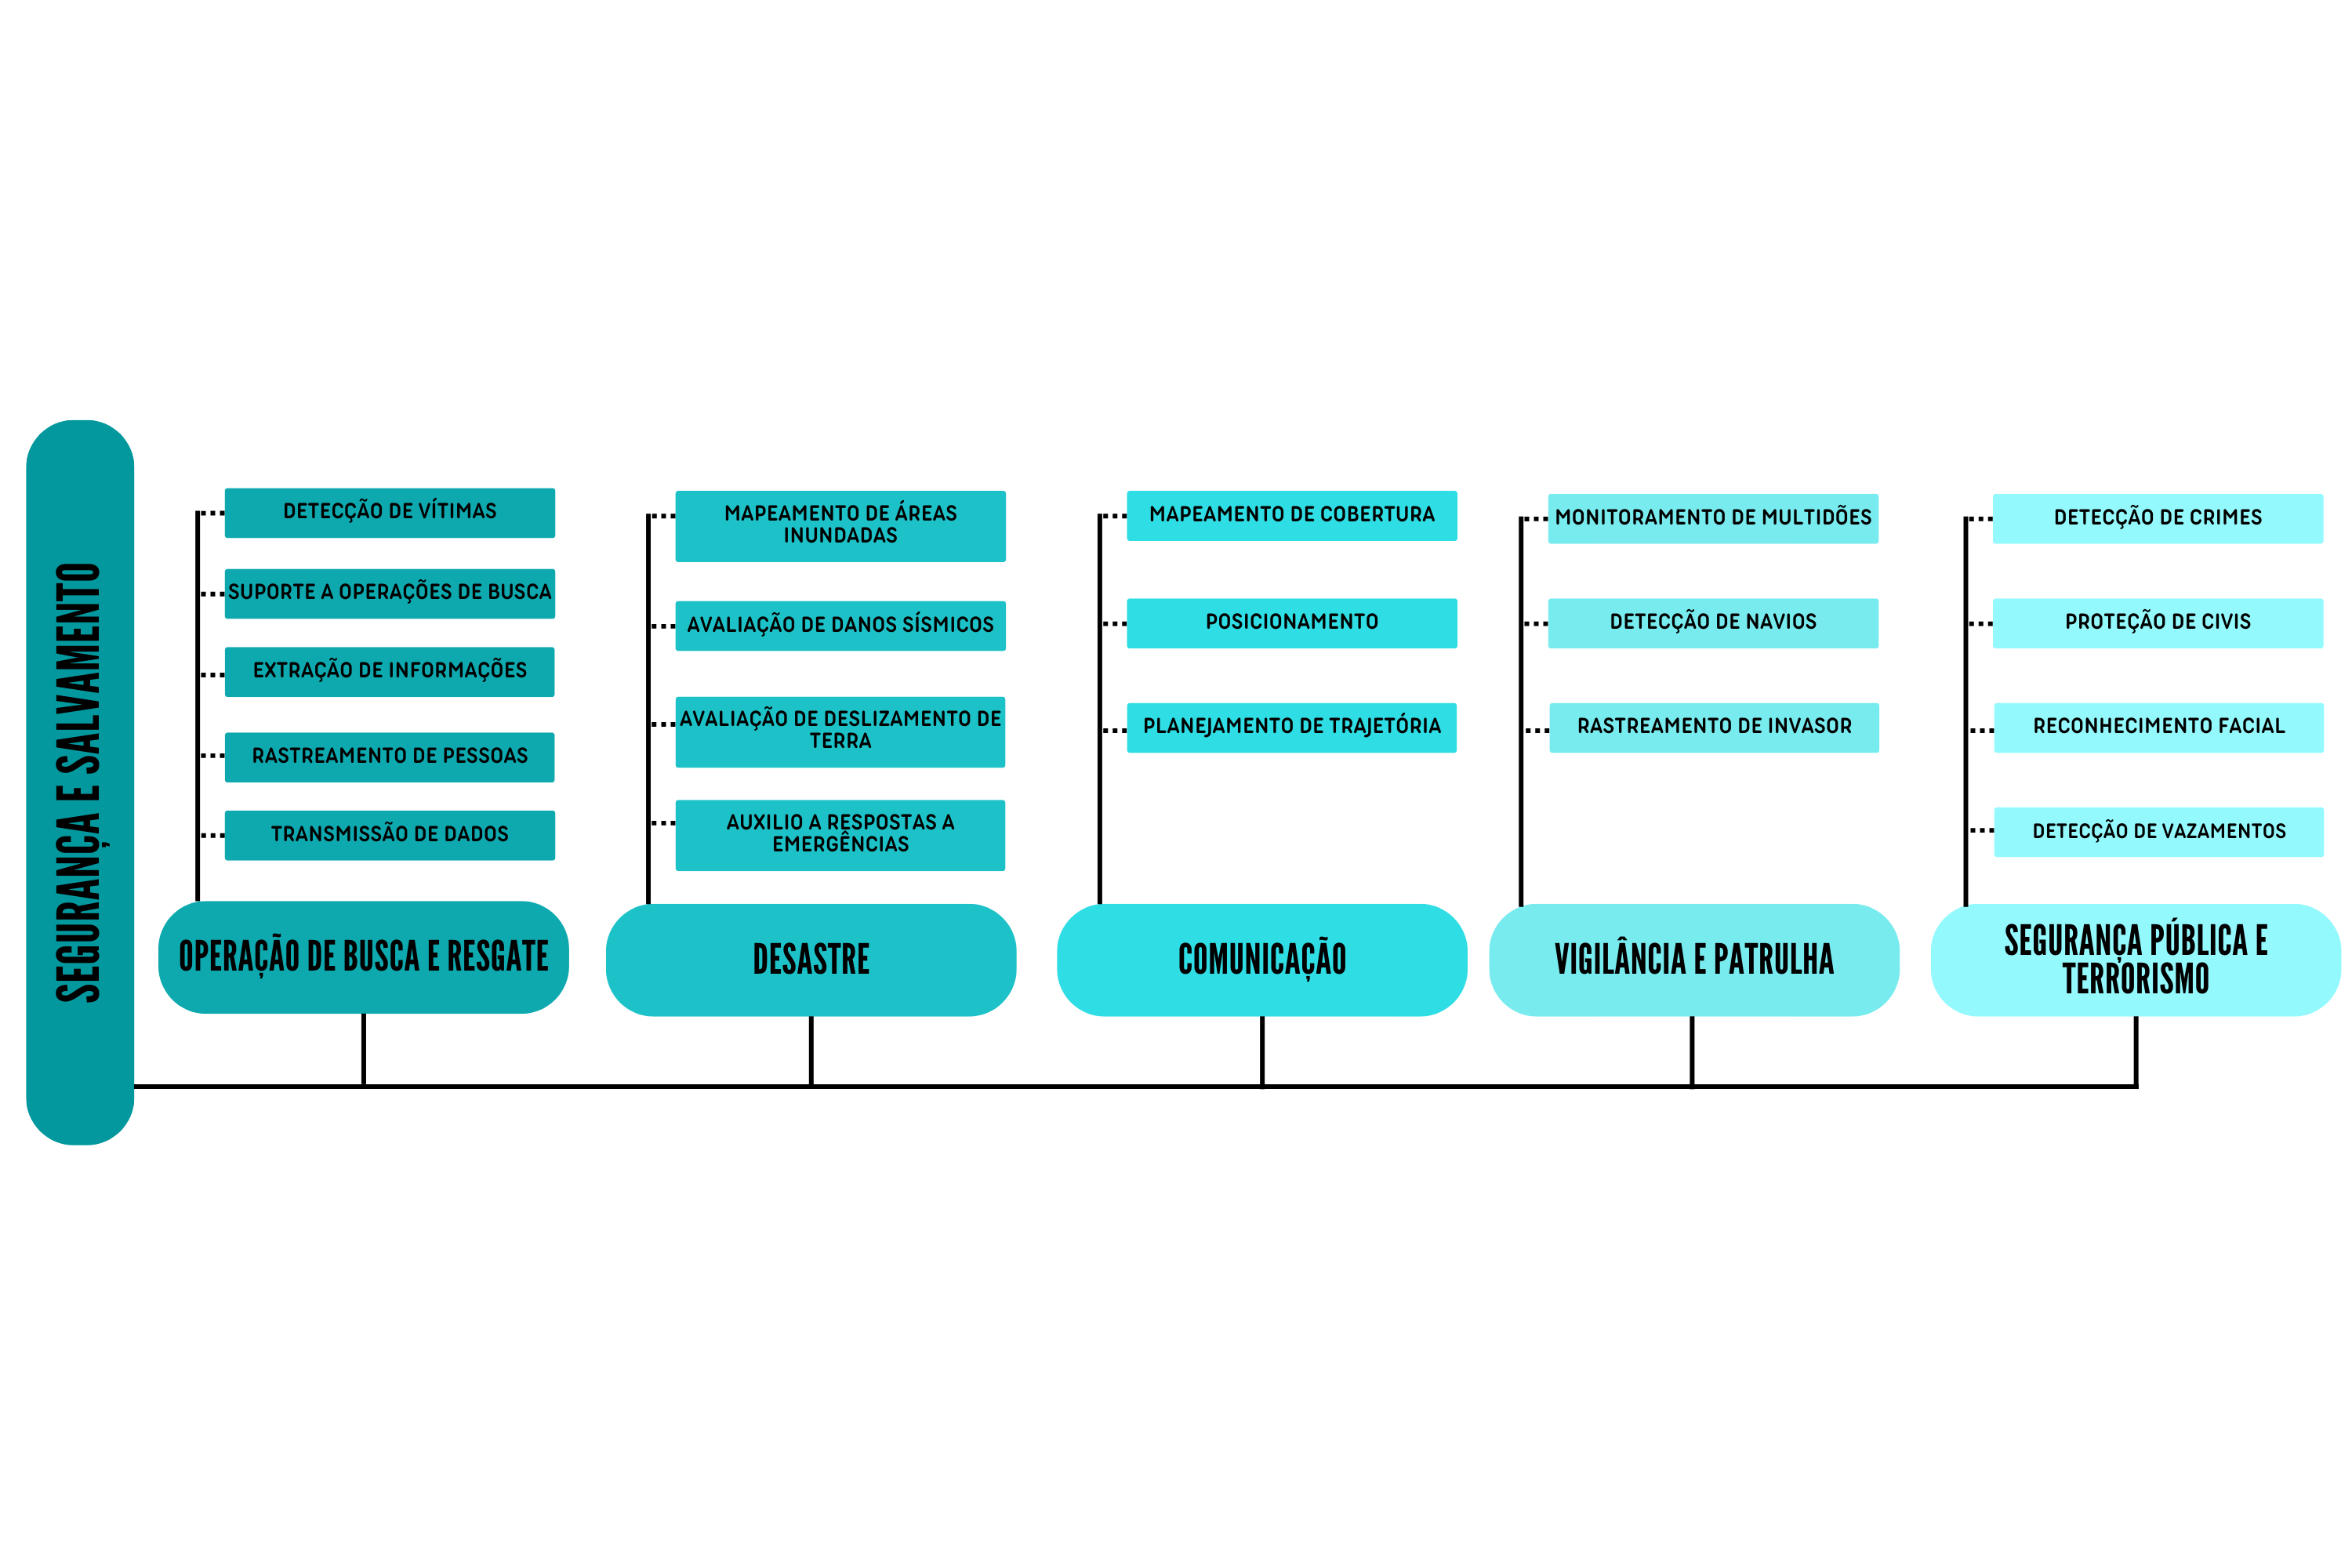 SEGURANÇA E SALVAMENTO
DETECÇÃO DE VÍTIMAS
SUPORTE A OPERAÇÕES DE BUSCA
EXTRAÇÃO DE INFORMAÇÕES
RASTREAMENTO DE PESSOAS
TRANSMISSÃO DE DADOS
OPERAÇÃO DE BUSCA E RESGATE
MAPEAMENTO DE ÁREAS
INUNDADAS
AVALIAÇÃO DE DANOS SÍSMICOS
AVALIAÇÃO DE DESLIZAMENTO DE
TERRA
AUXILIO A RESPOSTAS A
EMERGÊNCIAS
DESASTRE
MAPEAMENTO DE COBERTURA
POSICIONAMENTO
PLANEJAMENTO DE TRAJETÓRIA
COMUNICAÇÃO
MONITORAMENTO DE MULTIDÕES
DETECÇÃO DE NAVIOS
RASTREAMENTO DE INVASOR
VIGILÂNCIA E PATRULHA
DETECÇÃO DE CRIMES
PROTEÇÃO DE CIVIS
RECONHECIMENTO FACIAL
DETECÇÃO DE VAZAMENTOS
SEGURANÇA PÚBLICA E
TERRORISMO